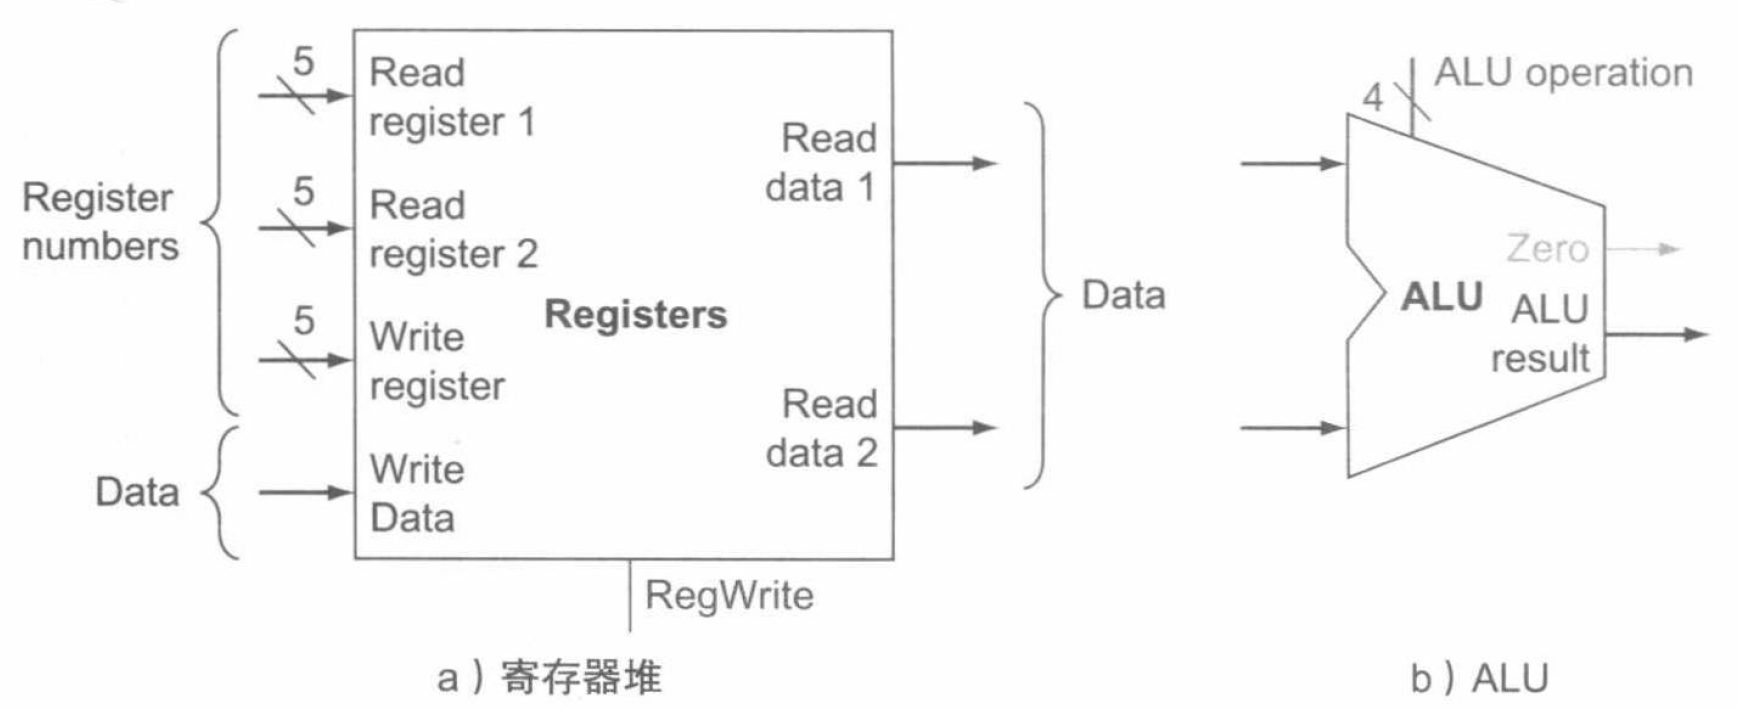 Register
numbers
5
Read
register 1
5
Read
register 2
5
Write
register
Data
Write
Data
Registers
Read
data 1
Read
data 2
Data
RegWrite
a）寄存器堆
4
ALU operation
Zero
ALU
ALU
result
b）ALU